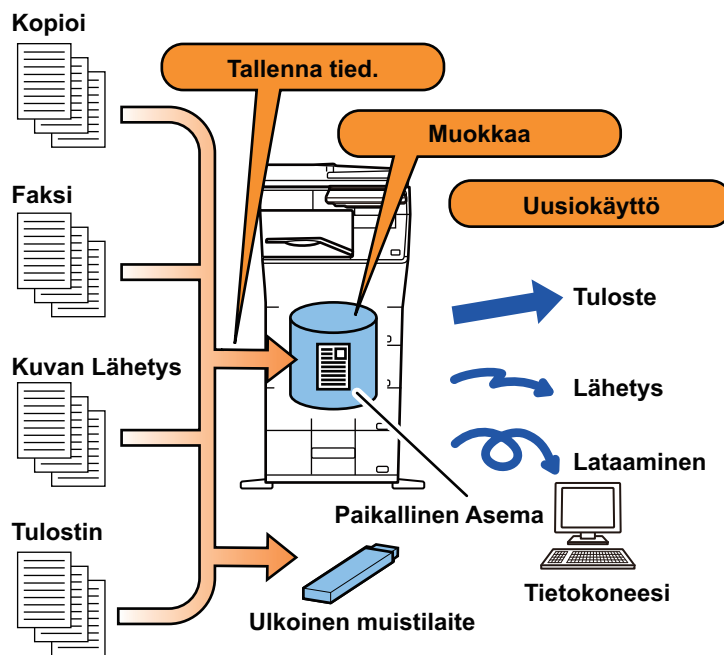 Kopioi
Tallenna tied.
Muokkaa
Faksi
Uusiokäyttö
Tuloste
Kuvan Lähetys
Lähetys
Lataaminen
Paikallinen Asema
Tulostin
Tietokoneesi
Ulkoinen muistilaite